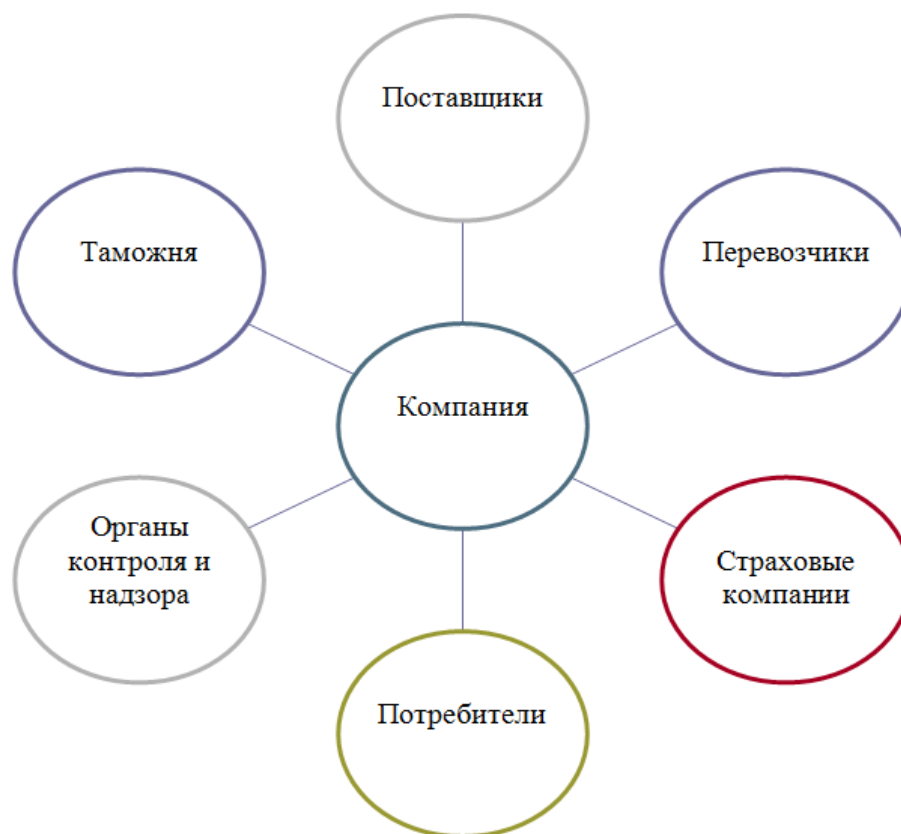 Поставщики
Таможня
Перевозчики
Компания
Органы
контроля и
надзора
Страховые
компании
Потребители